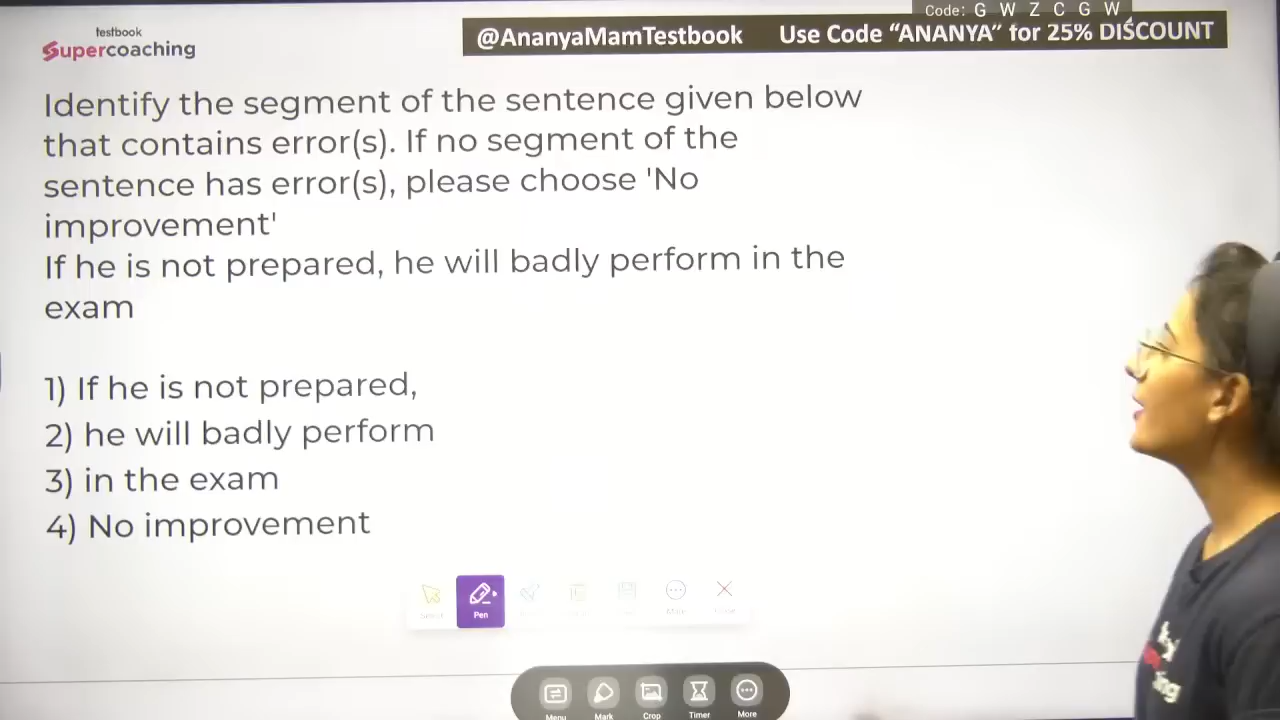 Code: G W Z C G W
testbook
Supercoaching
@AnanyaMamTestbook Use Code “ANANYA” for 25% DISCOUNT
Identify the segment of the sentence given below
that contains error(s). If no segment of the
sentence has error(s), please choose 'No
improvement'
If he is not prepared, he will badly perform in the
exam
1) If he is not prepared,
2) he will badly perform
3) in the exam
4) No improvement
Select Pen More
Menu Mark Crop Timer More